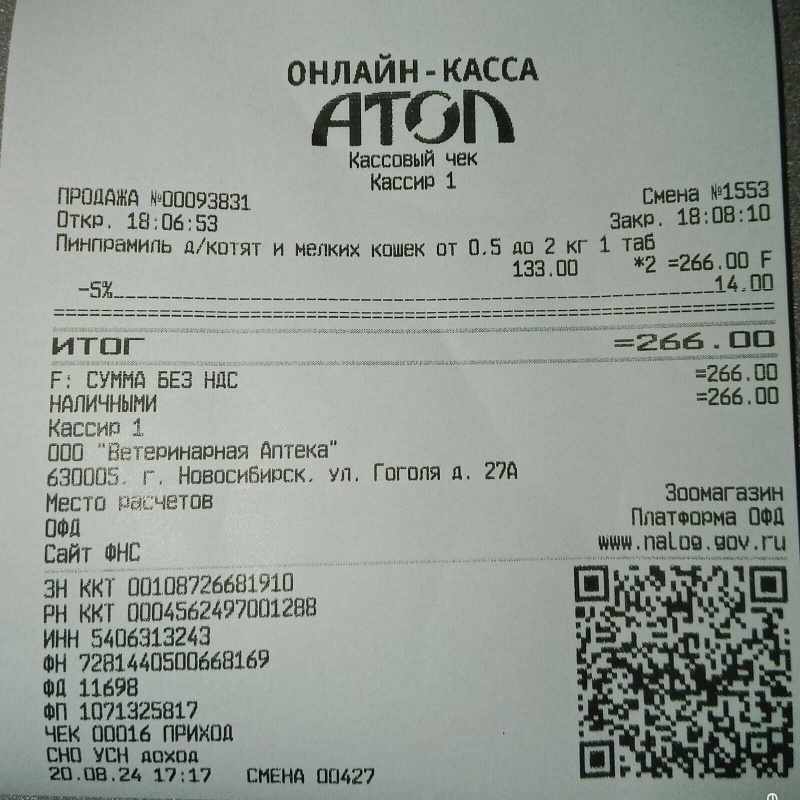 ОНЛАЙН-КАССА
АТОЛ
Кассовый чек
Кассир 1
ПРОДАЖА №00093831 Смена №1553
Откр. 18:06:53 Закр. 18:08:10
Пинпрамиль д/котят и мелких кошек от 0.5 до 2 кг 1 таб
133.00 *2 =266.00 F
-5% 14.00
ИТОГ =266.00
F: СУММА БЕЗ НДС =266.00
НАЛИЧНЫМИ =266.00
Кассир 1
ООО "Ветеринарная Аптека"
630005. г. Новосибирск, ул. Гоголя д. 27А
Место расчетов Зоомагазин
ОФД Платформа ОФД
Сайт ФНС www.nalog.gov.ru
ЗН ККТ 00108726681910
РН ККТ 0004562497001288
ИНН 5406313243
ФН 7281440500668169
ФД 11698
ФП 1071325817
ЧЕК 00016 ПРИХОД
СНО УСН доход
20.08.24 17:17 СМЕНА 00427